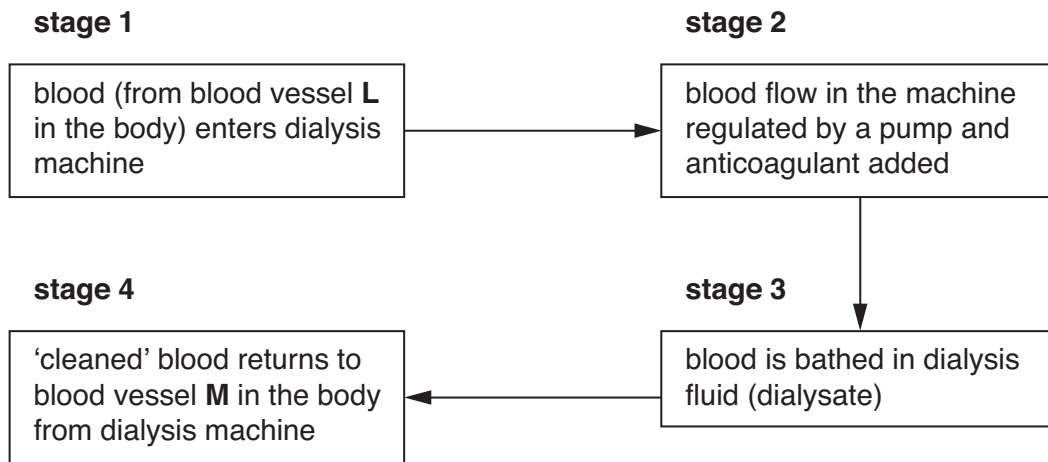 stage 1
blood (from blood vessel L
in the body) enters dialysis
machine
stage 2
blood flow in the machine
regulated by a pump and
anticoagulant added
stage 3
blood is bathed in dialysis
fluid (dialysate)
stage 4
‘cleaned’ blood returns to
blood vessel M in the body
from dialysis machine